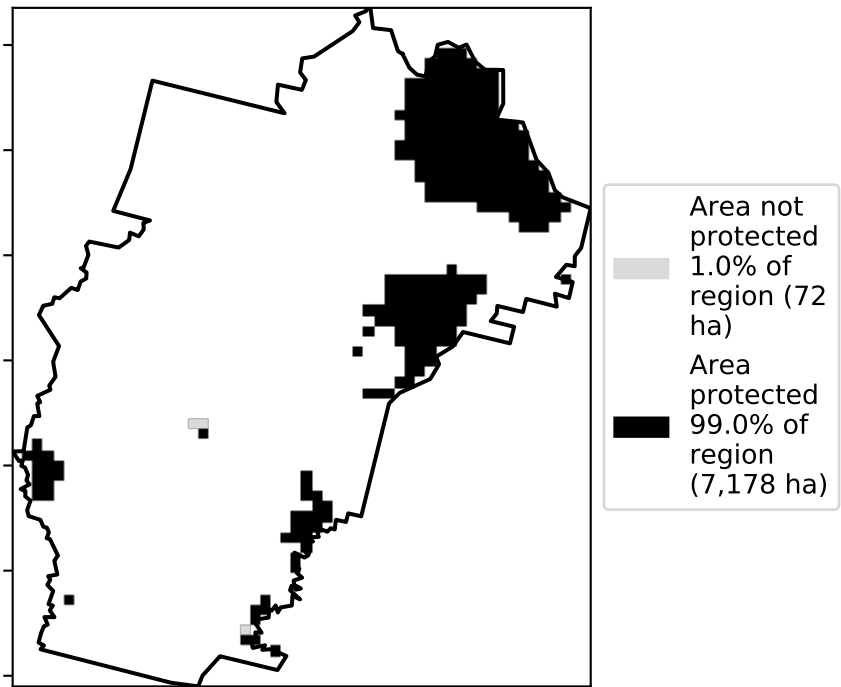 Area not
protected
1.0% of
region (72
ha)
Area
protected
99.0% of
region
(7,178 ha)